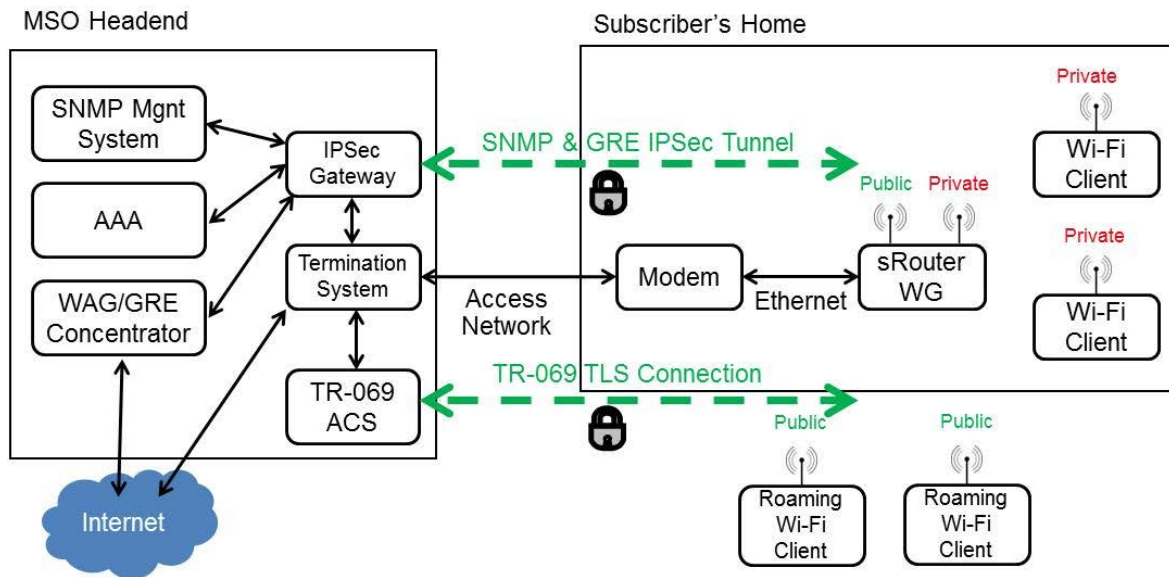 MSO Headend
Subscriber's Home
SNMP Mgnt
System
AAA
WAG/GRE
Concentrator
IPSec
Gateway
Termination
System
TR-069
ACS
Internet
SNMP & GRE IPSec Tunnel
Access
Network
Modem
Ethernet
Public
Private
sRouter
WG
Private
Wi-Fi
Client
Private
Wi-Fi
Client
TR-069 TLS Connection
Public
Roaming
Wi-Fi
Client
Public
Roaming
Wi-Fi
Client